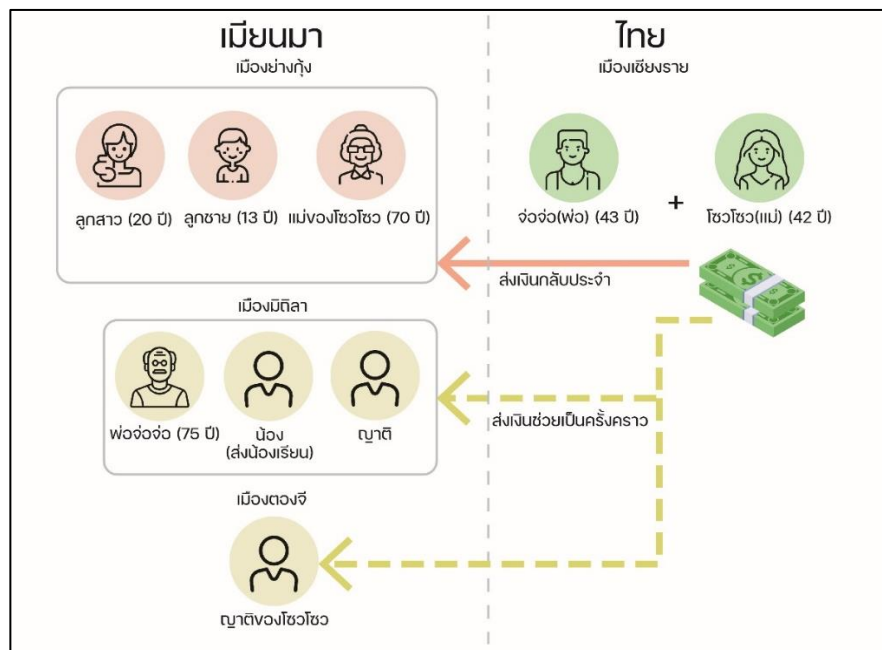 เมียนมา
เมืองย่างกุ้ง
ลูกสาว (20 ปี)
ลูกชาย (13 ปี)
แม่ของโซวโซว (70 ปี)
ไทย
เมืองเชียงราย
จ่อจ่อ(พ่อ) (43 ปี)
+
โซวโซว(แม่) (42 ปี)
ส่งเงินกลับประจำ
เมืองมิถิลา
พ่อจ่อจ่อ (75 ปี)
น้อง
(ส่งน้องเรียน)
ญาติ
ส่งเงินช่วยเป็นครั้งคราว
เมืองตองจี
ญาติของโซวโซว